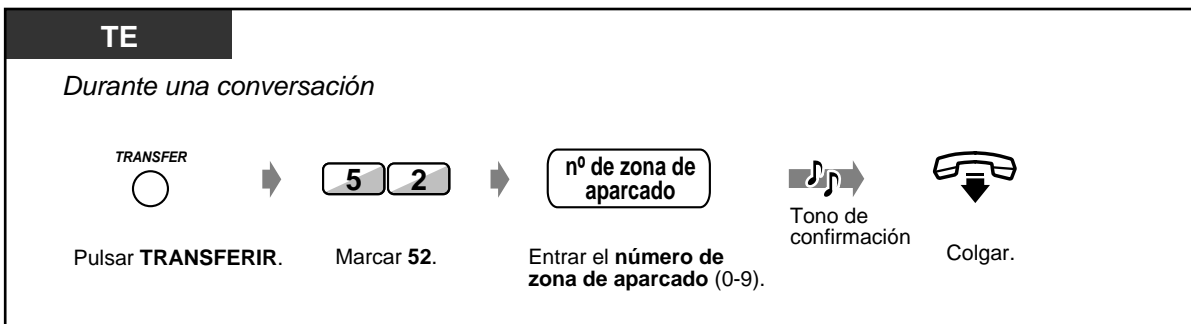 TE
Durante una conversación
TRANSFER
5 2
nº de zona de
aparcado
Tono de
confirmación
Pulsar TRANSFERIR.
Marcar 52.
Entrar el número de
zona de aparcado (0-9).
Colgar.